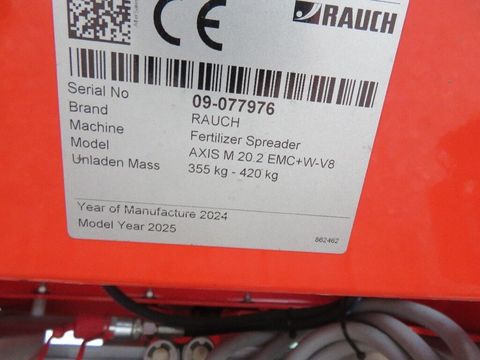 CE
RAUCH
Serial No 09-077976
Brand RAUCH
Machine Fertilizer Spreader
Model AXIS M 20.2 EMC+W-V8
Unladen Mass 355 kg - 420 kg
Year of Manufacture 2024
Model Year 2025
862462